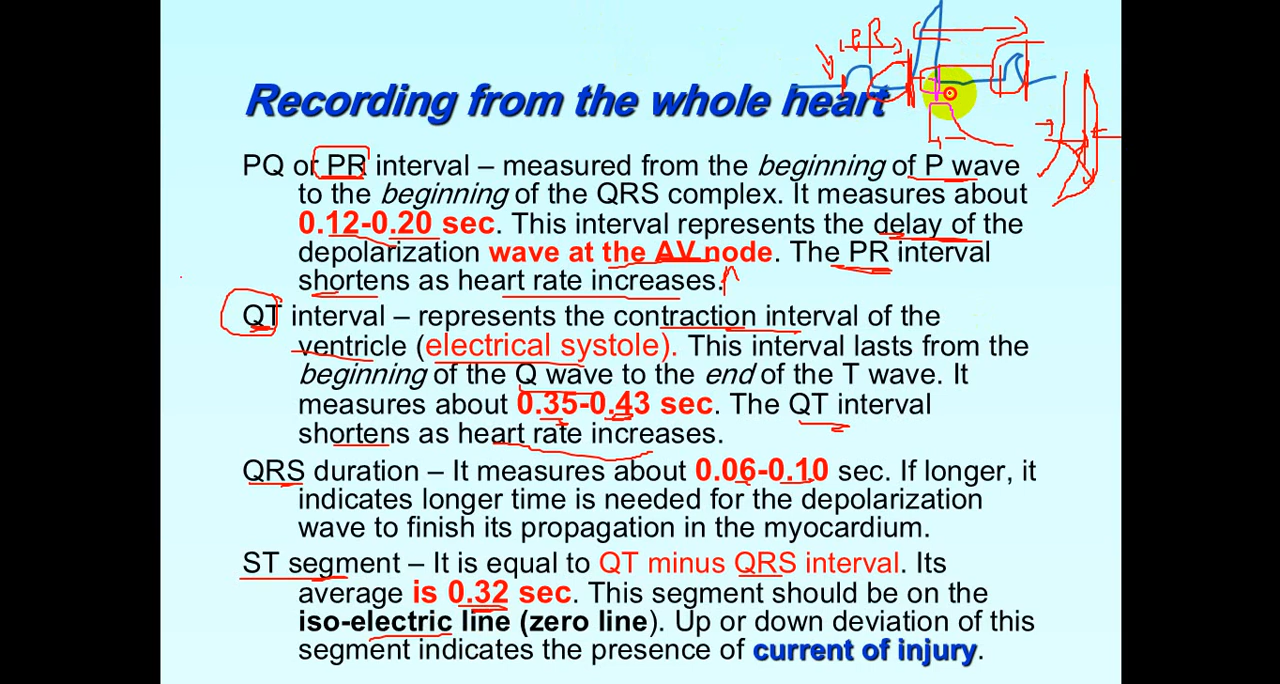 PR
Recording from the whole heart
PQ or PR interval – measured from the beginning of P wave
to the beginning of the QRS complex. It measures about
0.12-0.20 sec. This interval represents the delay of the
depolarization wave at the AV node. The PR interval
shortens as heart rate increases.
QT interval – represents the contraction interval of the
ventricle (electrical systole). This interval lasts from the
beginning of the Q wave to the end of the T wave. It
measures about 0.35-0.43 sec. The QT interval
shortens as heart rate increases.
QRS duration – It measures about 0.06-0.10 sec. If longer, it
indicates longer time is needed for the depolarization
wave to finish its propagation in the myocardium.
ST segment – It is equal to QT minus QRS interval. Its
average is 0.32 sec. This segment should be on the
iso-electric line (zero line). Up or down deviation of this
segment indicates the presence of current of injury.